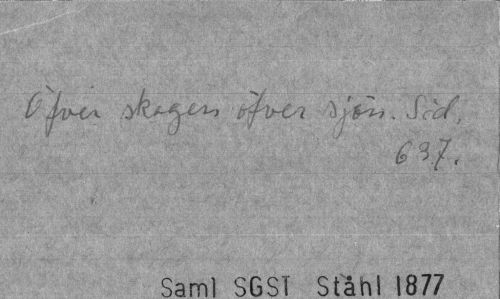 Öfver skogen öfver sjön. Sid.
637.
Saml SGST Ståhl 1877